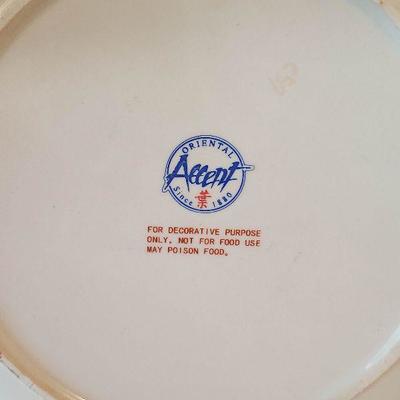 ORIENTAL
Accent
葉
Since 1880
FOR DECORATIVE PURPOSE
ONLY. NOT FOR FOOD USE
MAY POISON FOOD.